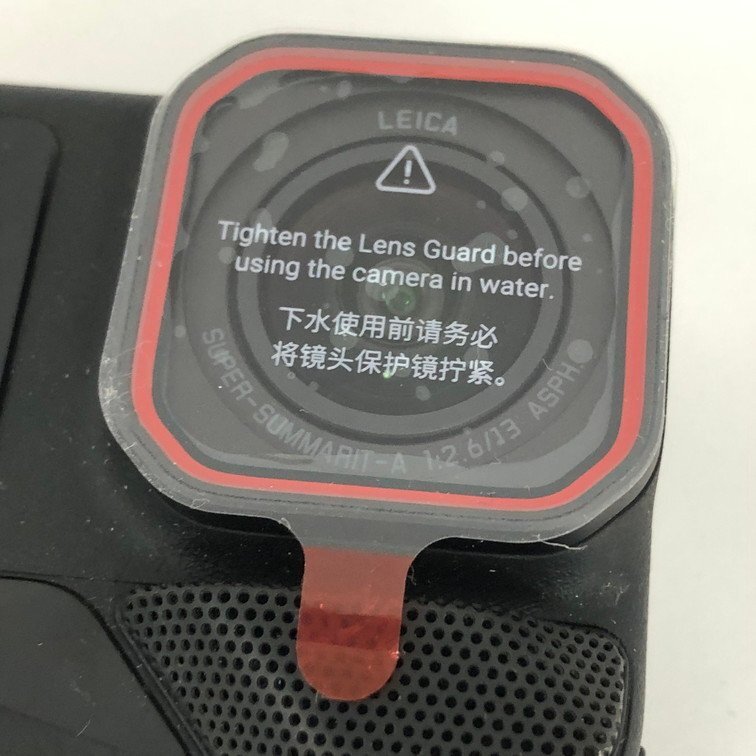 LEICA
Tighten the Lens Guard before
using the camera in water.
下水使用前请务必
将镜头保护镜拧紧。
SUPER-SUMMARIT-A 1:2.6/13 ASPH.